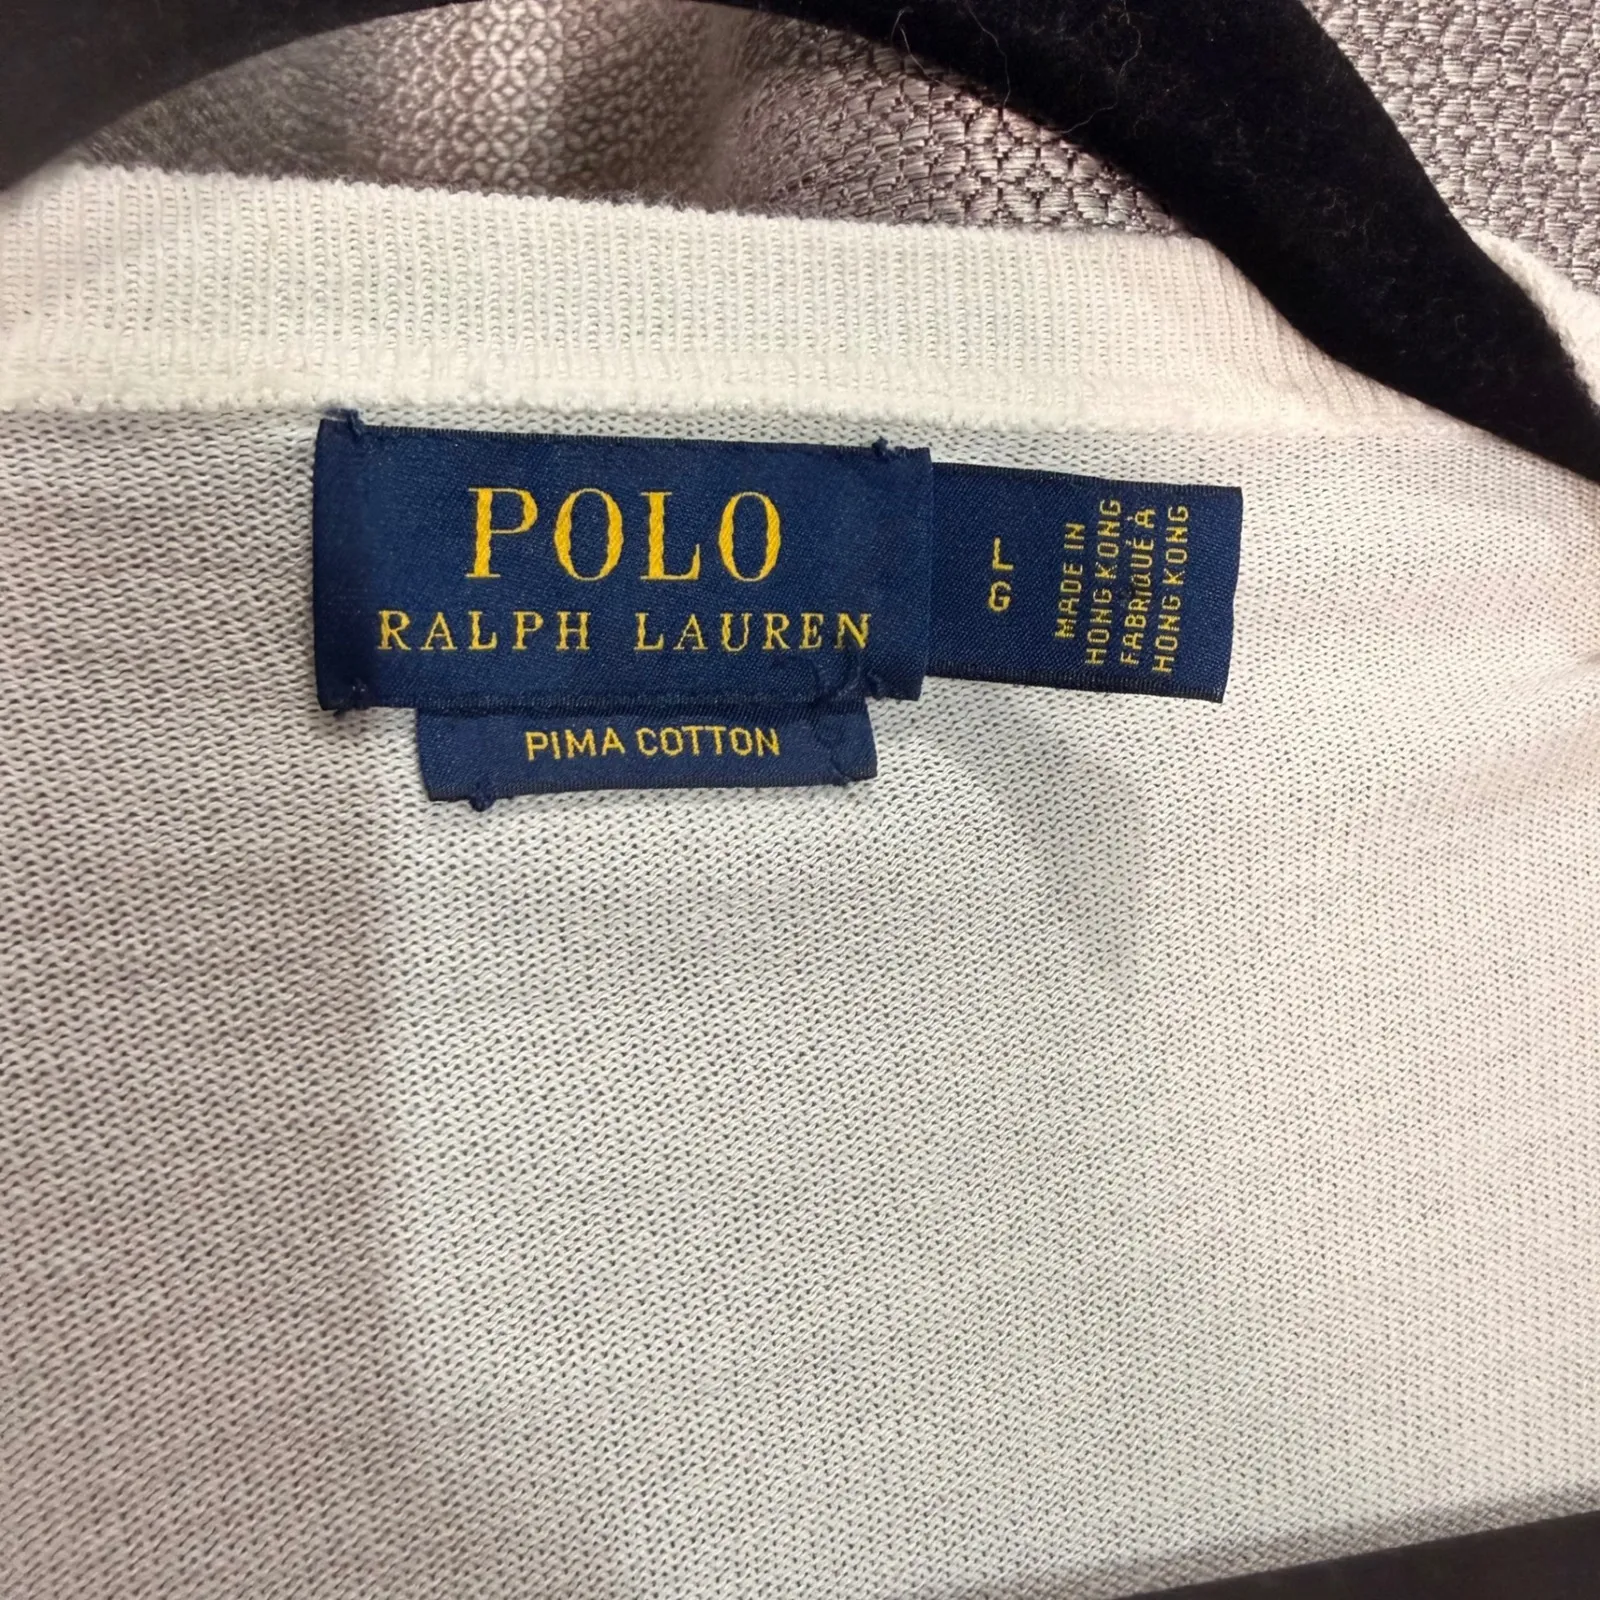 POLO
RALPH LAUREN
PIMA COTTON
L
G
MADE IN
HONG KONG
FABRIQUÉ À
HONG KONG